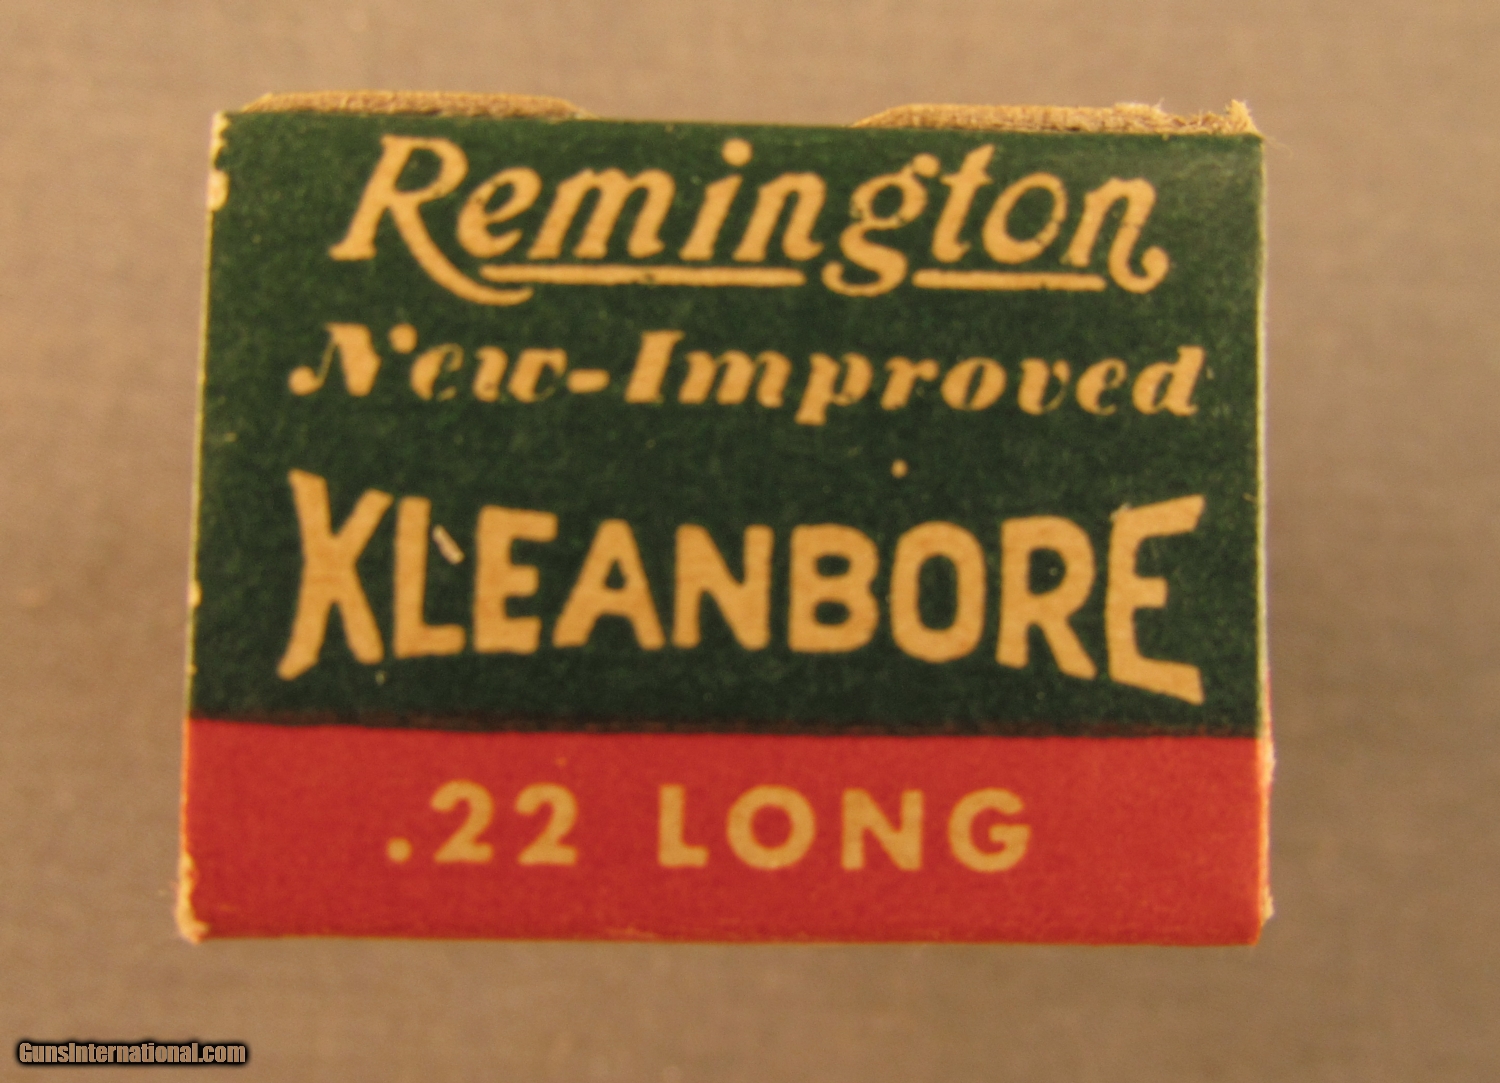 Remington
New-Improved
KLEANBORE
.22 LONG
GunsInternational.com